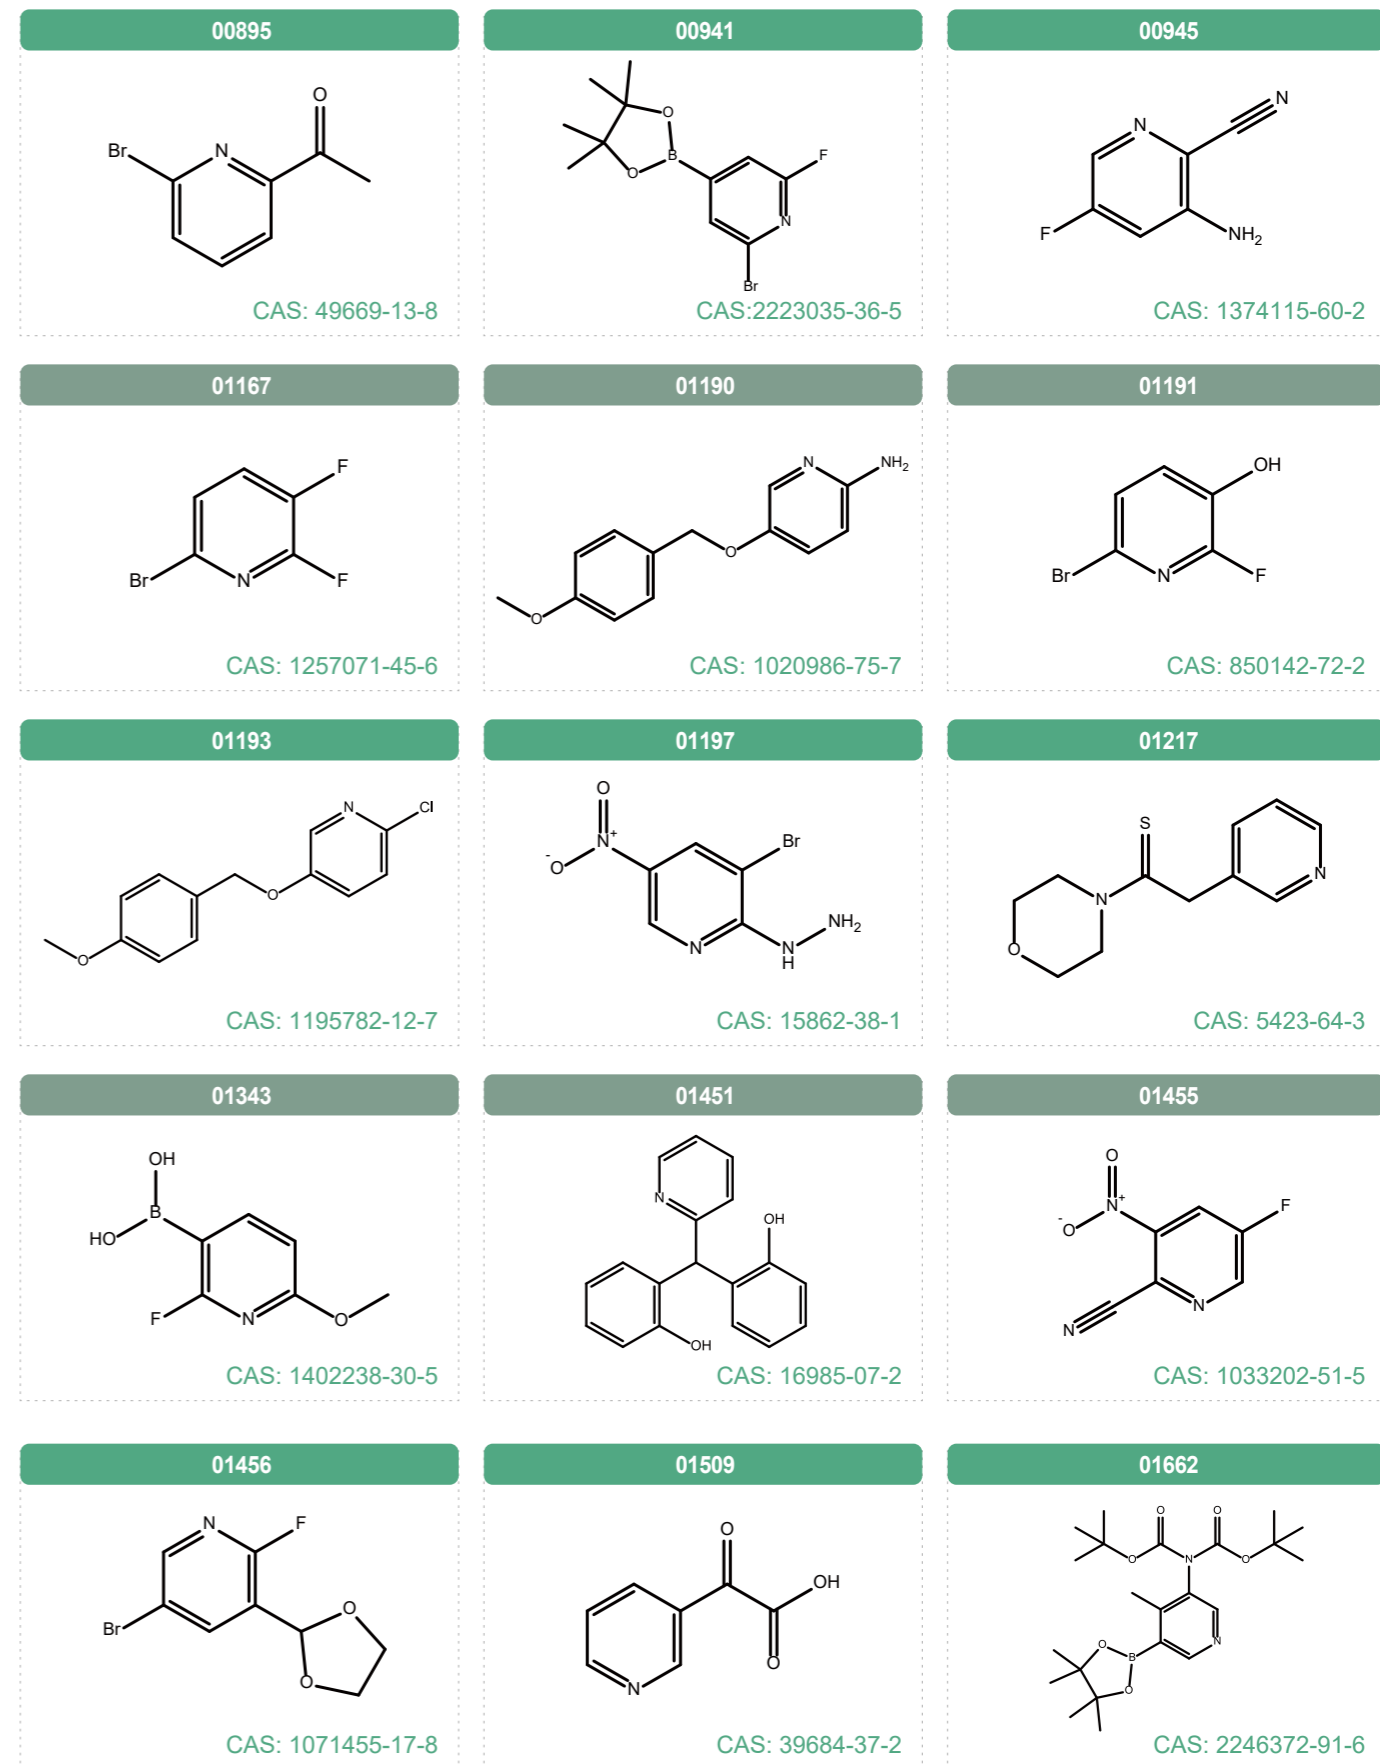 00895
00941
00945
O
Br
N
CAS: 49669-13-8
O
B
O
F
N
Br
CAS:2223035-36-5
N
N
F
NH2
CAS: 1374115-60-2
01167
01190
01191
F
Br
N
F
CAS: 1257071-45-6
N
NH2
O
O
CAS: 1020986-75-7
OH
Br
N
F
CAS: 850142-72-2
01193
01197
01217
N
Cl
O
O
CAS: 1195782-12-7
O
N+
-O
Br
N
N
H
NH2
CAS: 15862-38-1
S
N
N
O
CAS: 5423-64-3
01343
01451
01455
OH
B
HO
F
N
O
CAS: 1402238-30-5
N
OH
OH
CAS: 16985-07-2
O
N+
-O
F
N
N
CAS: 1033202-51-5
01456
01509
01662
N
F
Br
O
O
CAS: 1071455-17-8
O
OH
O
N
CAS: 39684-37-2
O
O
O
N
O
N
O
B
O
CAS: 2246372-91-6